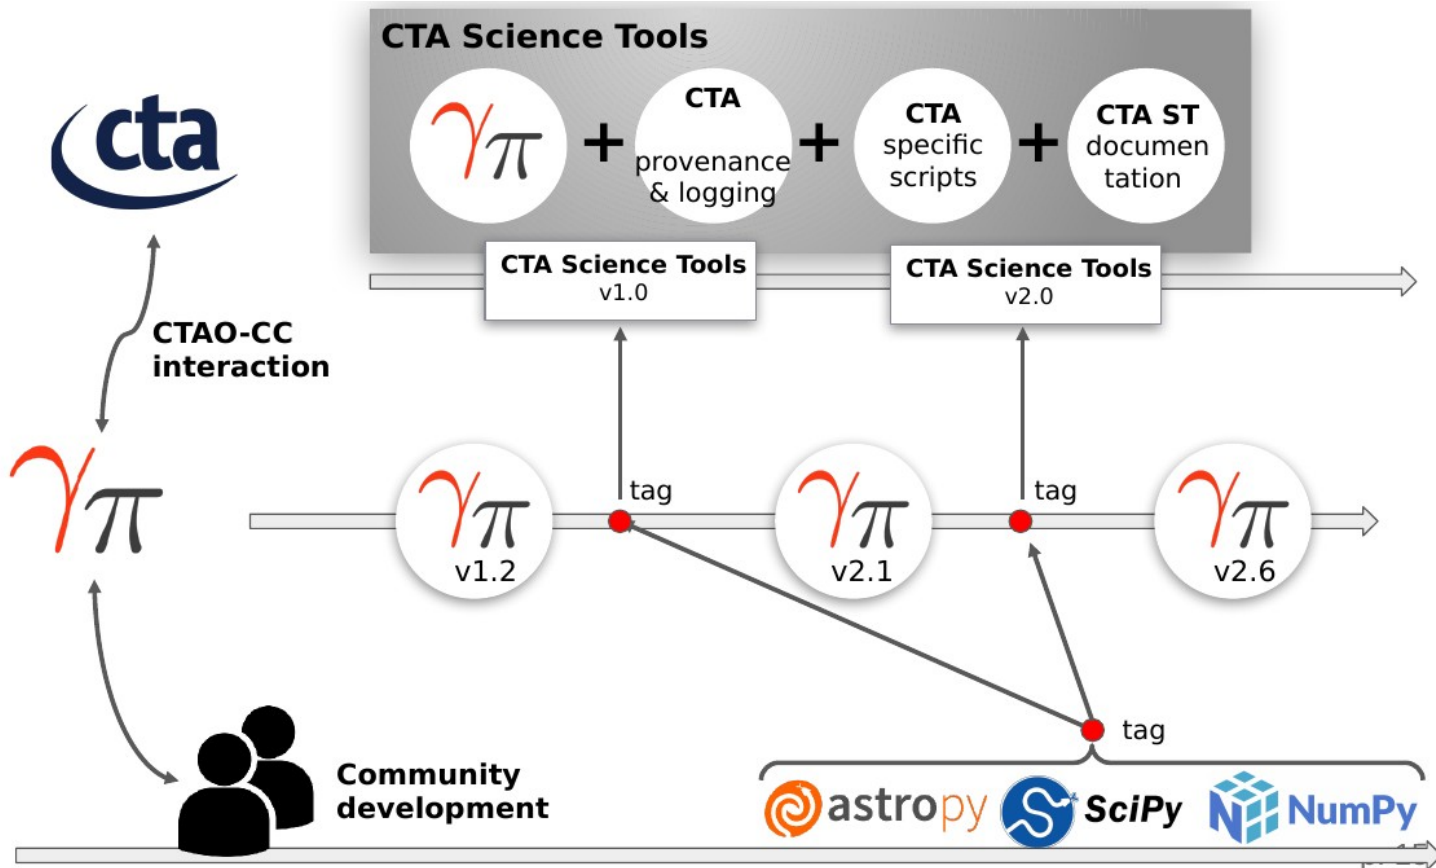 CTA Science Tools
γπ
+
CTA
provenance
& logging
+
CTA
specific
scripts
+
CTA ST
documen
tation
cta
CTA Science Tools
v1.0
CTA Science Tools
v2.0
CTAO-CC
interaction
γπ
tag
tag
γπ
v1.2
γπ
v2.1
γπ
v2.6
tag
Community
development
astropy
SciPy
NumPy